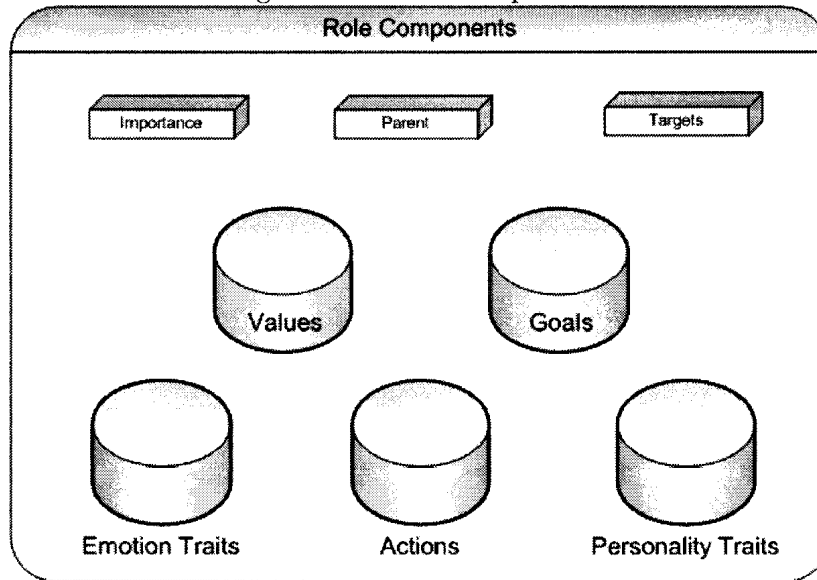 Role Components
Importance Parent Targets
Values Goals
Emotion Traits Actions Personality Traits